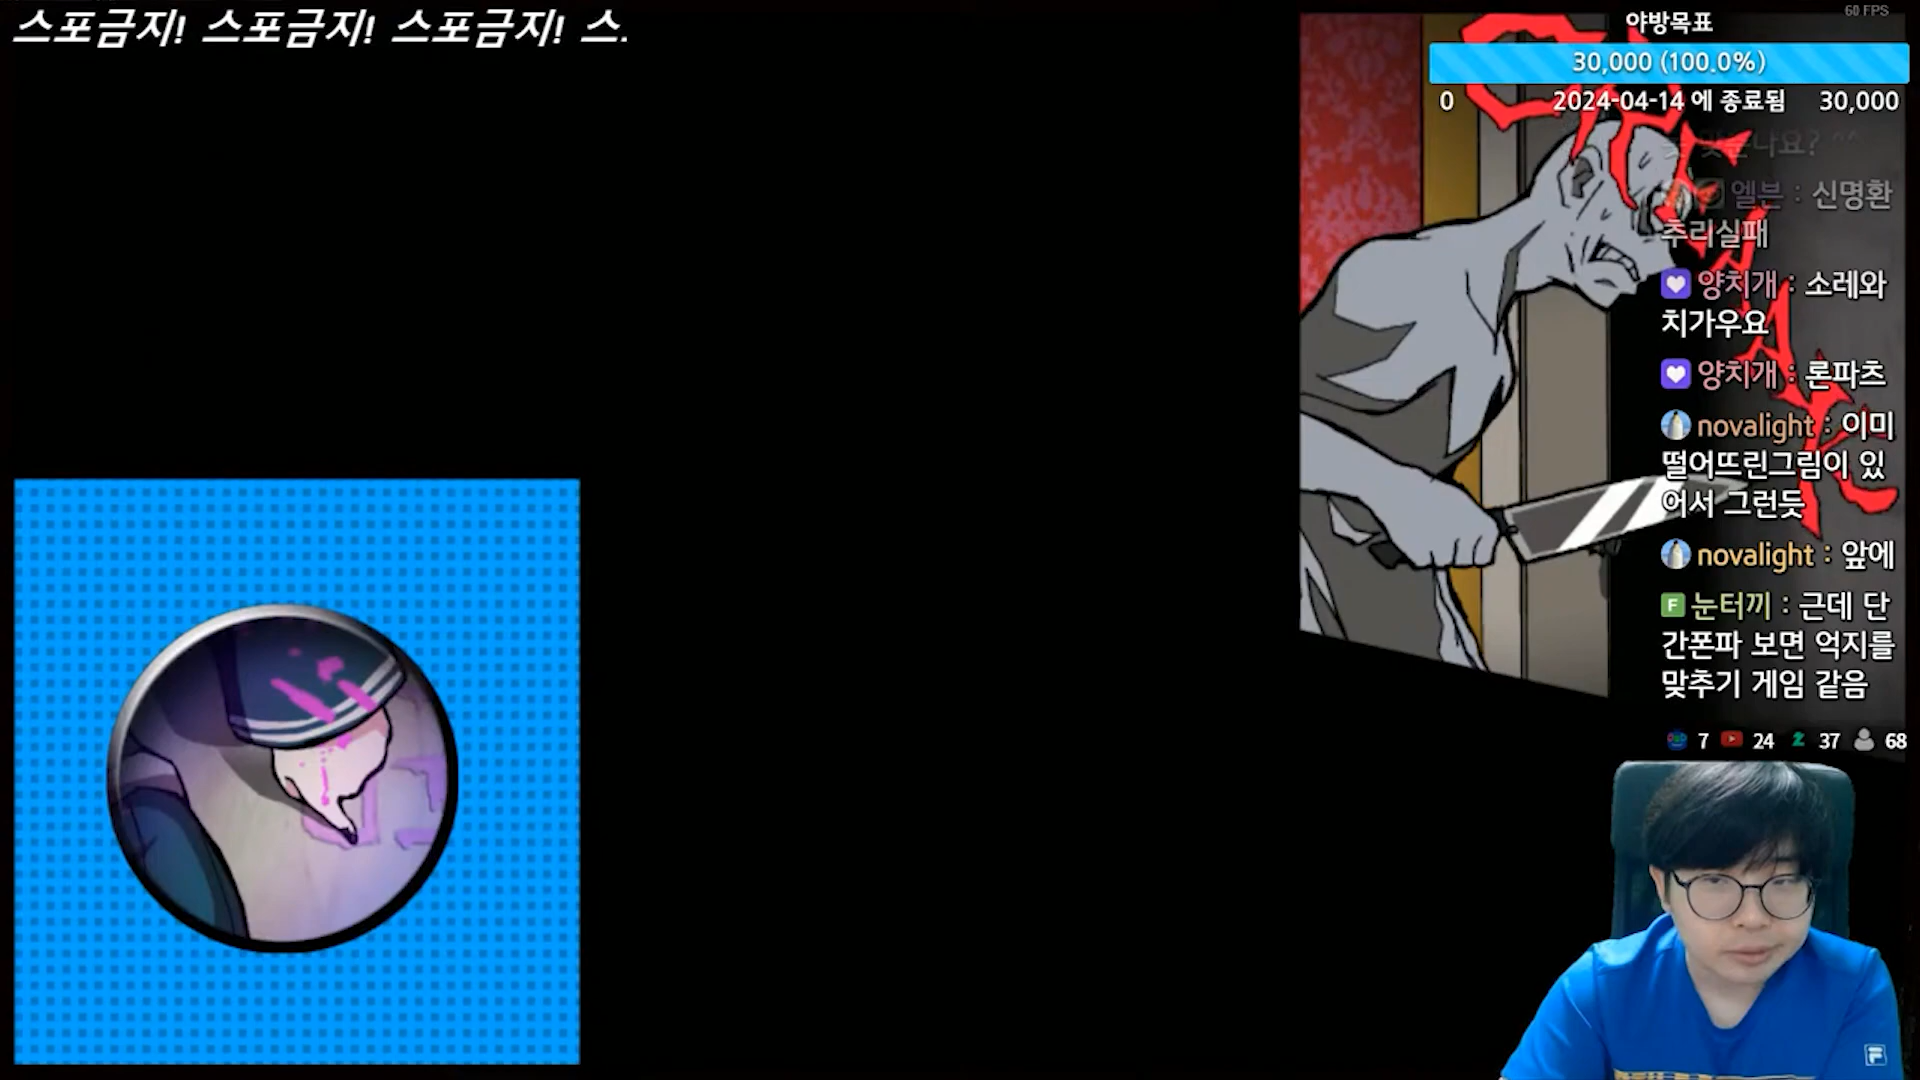 스포금지! 스포금지! 스포금지! 스.
60 FPS
야방목표
30,000 (100.0%)
0 2024-04-14 에 종료됨 30,000
엘븐 : 신명환
추리실패
양치개 : 소레와
치가우요
양치개 : 론파츠
novalight : 이미
떨어뜨린그림이 있
어서 그런듯
novalight : 앞에
눈터끼 : 근데 단
간폰파 보면 억지를
맞추기 게임 같음
7 24 37 68